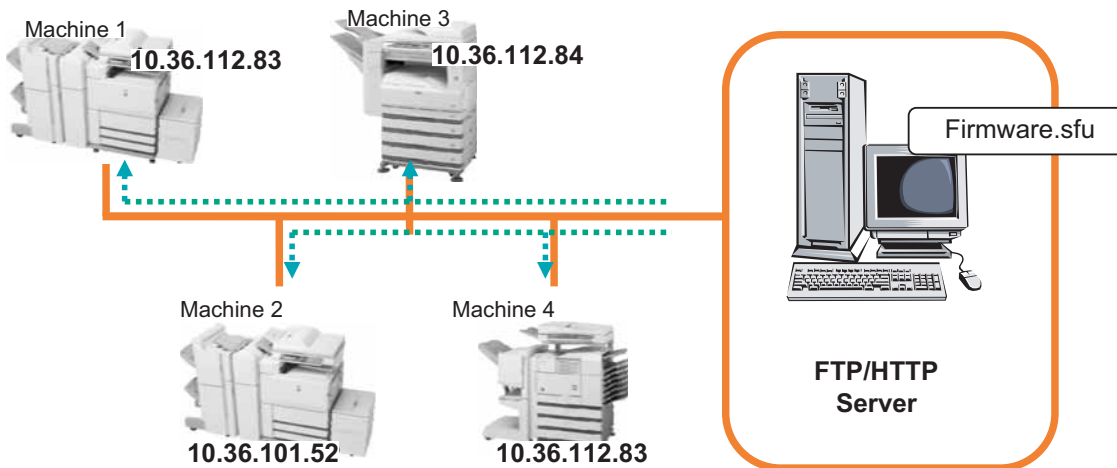 Machine 1
10.36.112.83
Machine 3
10.36.112.84
Firmware.sfu
Machine 2
10.36.101.52
Machine 4
10.36.112.83
FTP/HTTP
Server